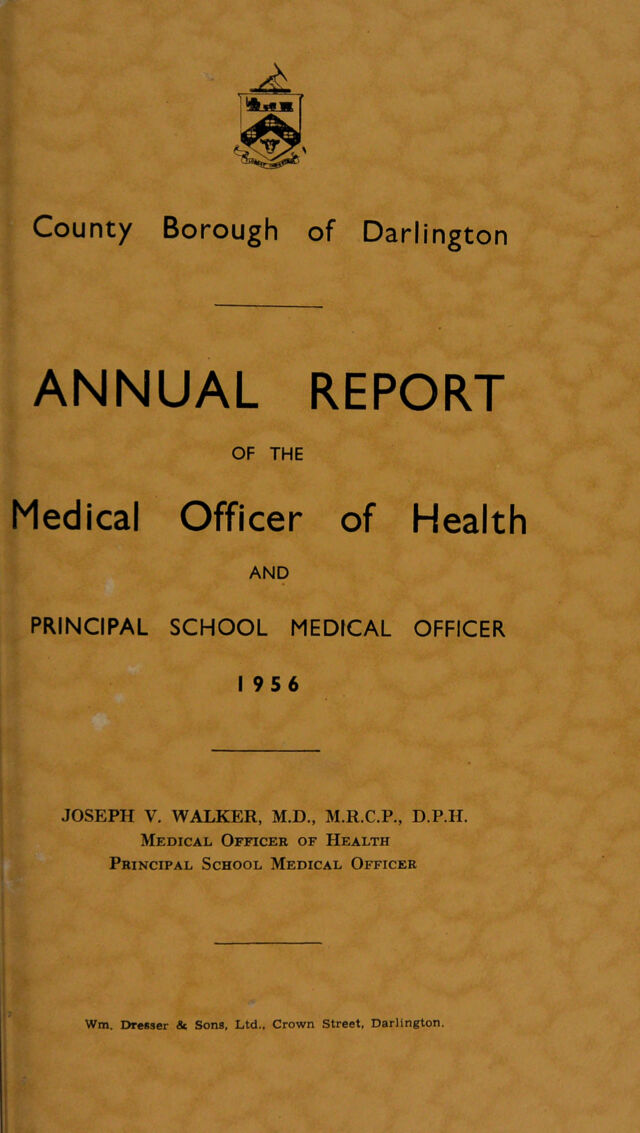 County Borough of Darlington
ANNUAL REPORT
OF THE
Medical Officer of Health
AND
PRINCIPAL SCHOOL MEDICAL OFFICER
1956
JOSEPH V. WALKER, M.D., M.R.C.P., D.P.H.
MEDICAL OFFICER OF HEALTH
PRINCIPAL SCHOOL MEDICAL OFFICER
Wm. Dresser & Sons, Ltd., Crown Street, Darlington.